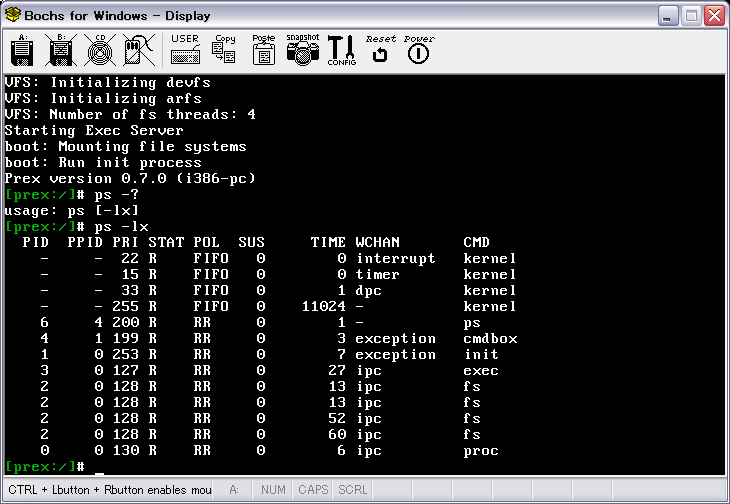 Bochs for Windows - Display
A: B: CD USER Copy Poste snapshot CONFIG Reset Power
VFS: Initializing devfs
VFS: Initializing arfs
VFS: Number of fs threads: 4
Starting Exec Server
boot: Mounting file systems
boot: Run init process
Prex version 0.7.0 (i386-pc)
[prex:/]# ps -?
usage: ps [-lx]
[prex:/]# ps -lx
  PID  PPID PRI STAT POL  SUS     TIME WCHAN       CMD
    -     -  22 R    FIFO   0        0 interrupt   kernel
    -     -  15 R    FIFO   0        0 timer       kernel
    -     -  33 R    FIFO   0        1 dpc         kernel
    -     - 255 R    FIFO   0    11024 -           kernel
    6     4 200 R    RR     0        1 -           ps
    4     1 199 R    RR     0        3 exception   cmdbox
    1     0 253 R    RR     0        7 exception   init
    3     0 127 R    RR     0       27 ipc         exec
    2     0 128 R    RR     0       13 ipc         fs
    2     0 128 R    RR     0       13 ipc         fs
    2     0 128 R    RR     0       52 ipc         fs
    2     0 128 R    RR     0       60 ipc         fs
    0     0 130 R    RR     0        6 ipc         proc
[prex:/]# _
CTRL + Lbutton + Rbutton enables mou A: NUM CAPS SCRL